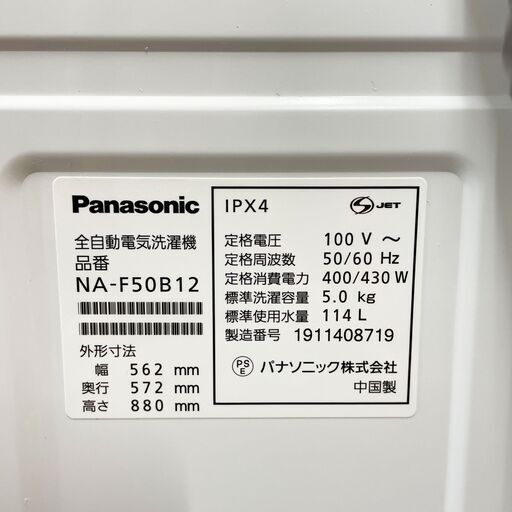 Panasonic
全自動電気洗濯機
品番
NA-F50B12
外形寸法
幅 562 mm
奥行 572 mm
高さ 880 mm
IPX4
S JET
定格電圧 100 V ～
定格周波数 50/60 Hz
定格消費電力 400/430 W
標準洗濯容量 5.0 kg
標準使用水量 114 L
製造番号 1911408719
PS E パナソニック株式会社
中国製